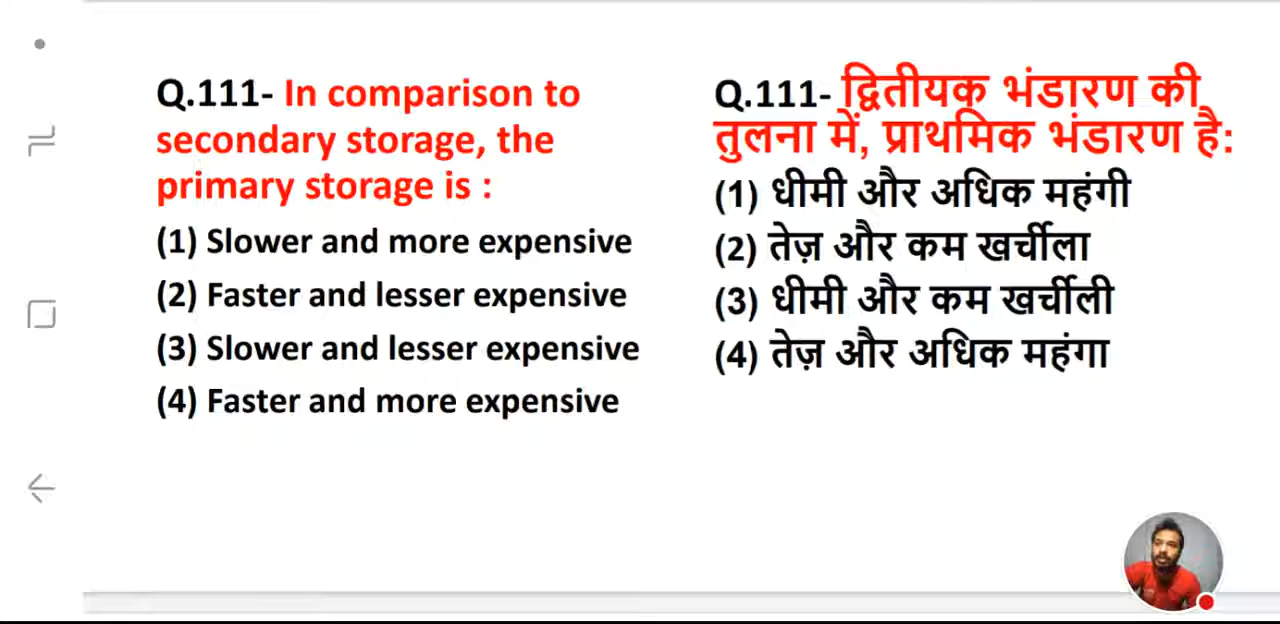 Q.111- In comparison to
secondary storage, the
primary storage is :
(1) Slower and more expensive
(2) Faster and lesser expensive
(3) Slower and lesser expensive
(4) Faster and more expensive
Q.111- द्वितीयक भंडारण की
तुलना में, प्राथमिक भंडारण है:
(1) धीमी और अधिक महंगी
(2) तेज़ और कम खर्चीला
(3) धीमी और कम खर्चीली
(4) तेज़ और अधिक महंगा